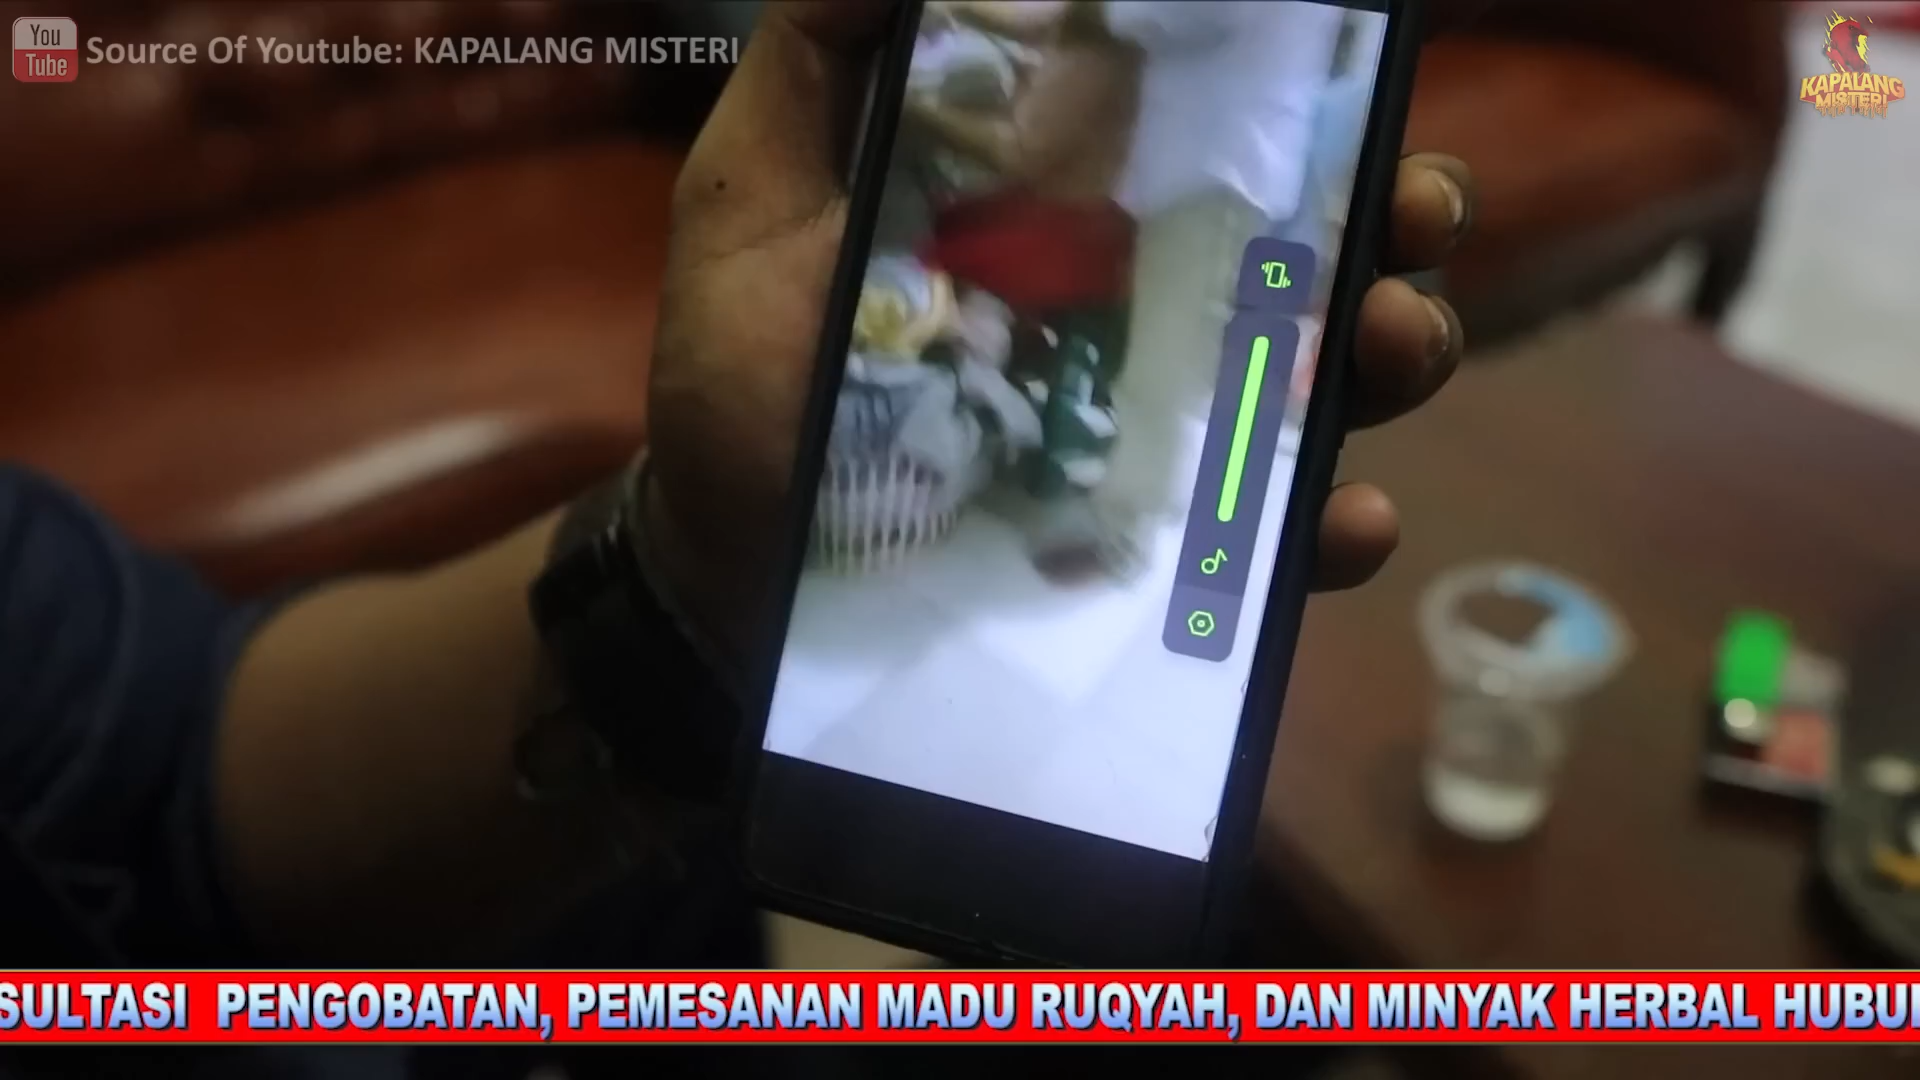 You
Tube
Source Of Youtube: KAPALANG MISTERI
KAPALANG
MISTERI
SULTASI PENGOBATAN, PEMESANAN MADU RUQYAH, DAN MINYAK HERBAL HUBU